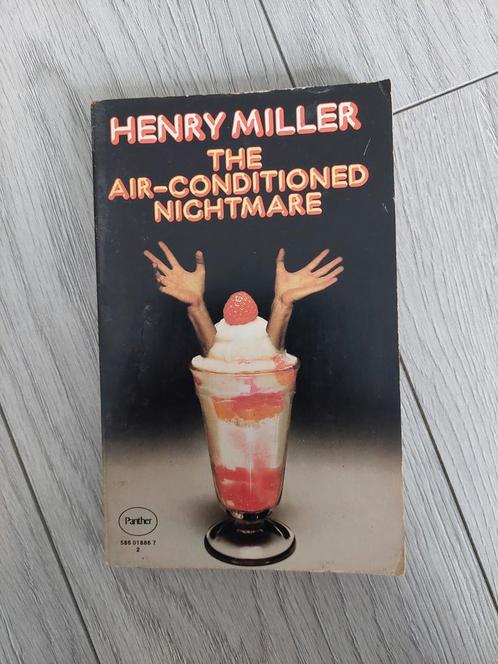 HENRY MILLER
THE
AIR-CONDITIONED
NIGHTMARE
Panther
586 01886 7
2